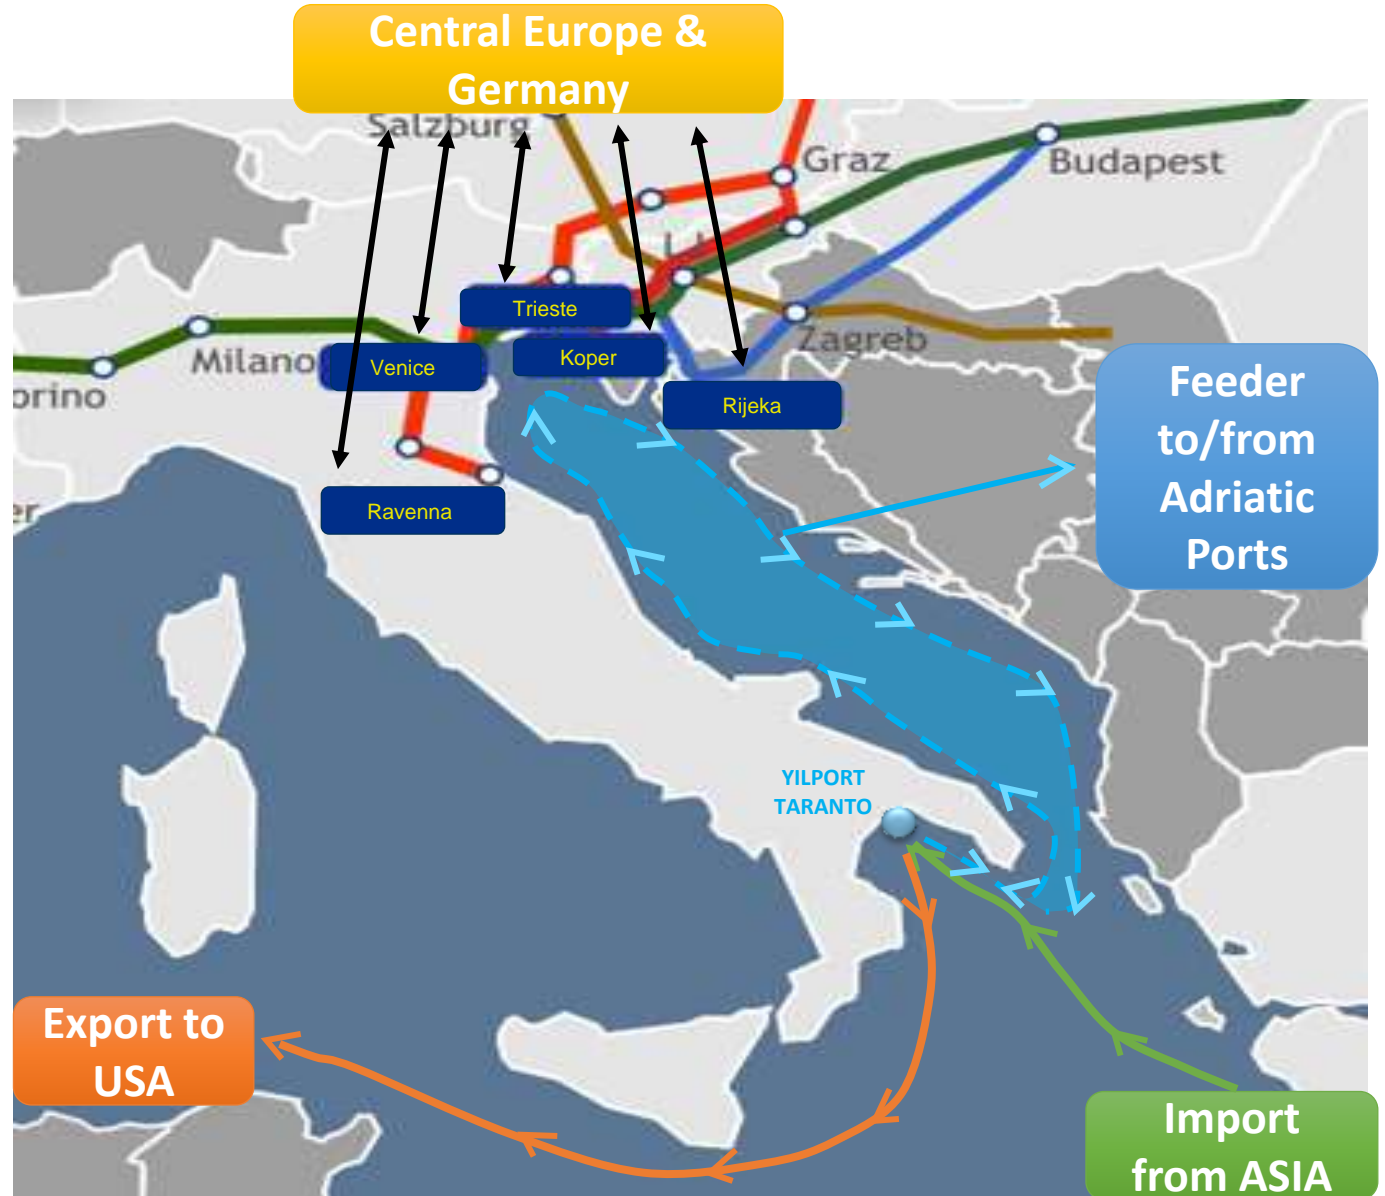 Central Europe &
Germany
Salzburg
Graz
Budapest
Trieste
Zagreb
Milano
Venice
Koper
orino
Rijeka
Feeder
to/from
Adriatic
Ports
Ravenna
er
YILPORT
TARANTO
Export to
USA
Import
from ASIA